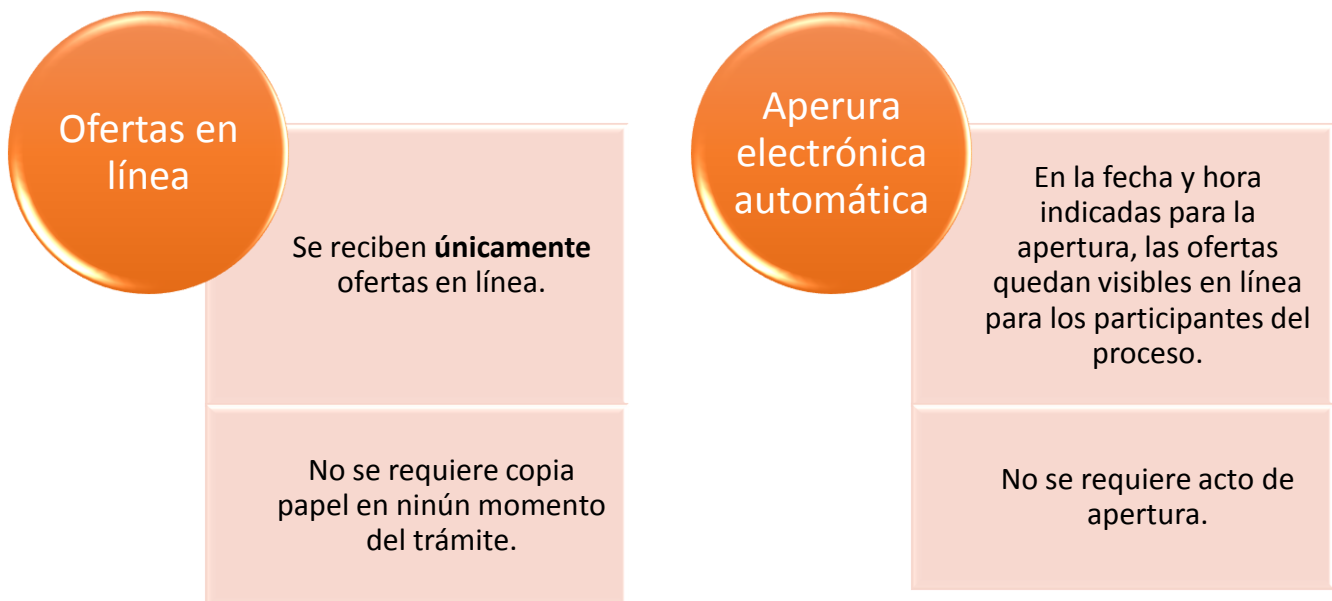 Ofertas en
línea
Se reciben únicamente
ofertas en línea.
No se requiere copia
papel en ninún momento
del trámite.
Aperura
electrónica
automática
En la fecha y hora
indicadas para la
apertura, las ofertas
quedan visibles en línea
para los participantes del
proceso.
No se requiere acto de
apertura.